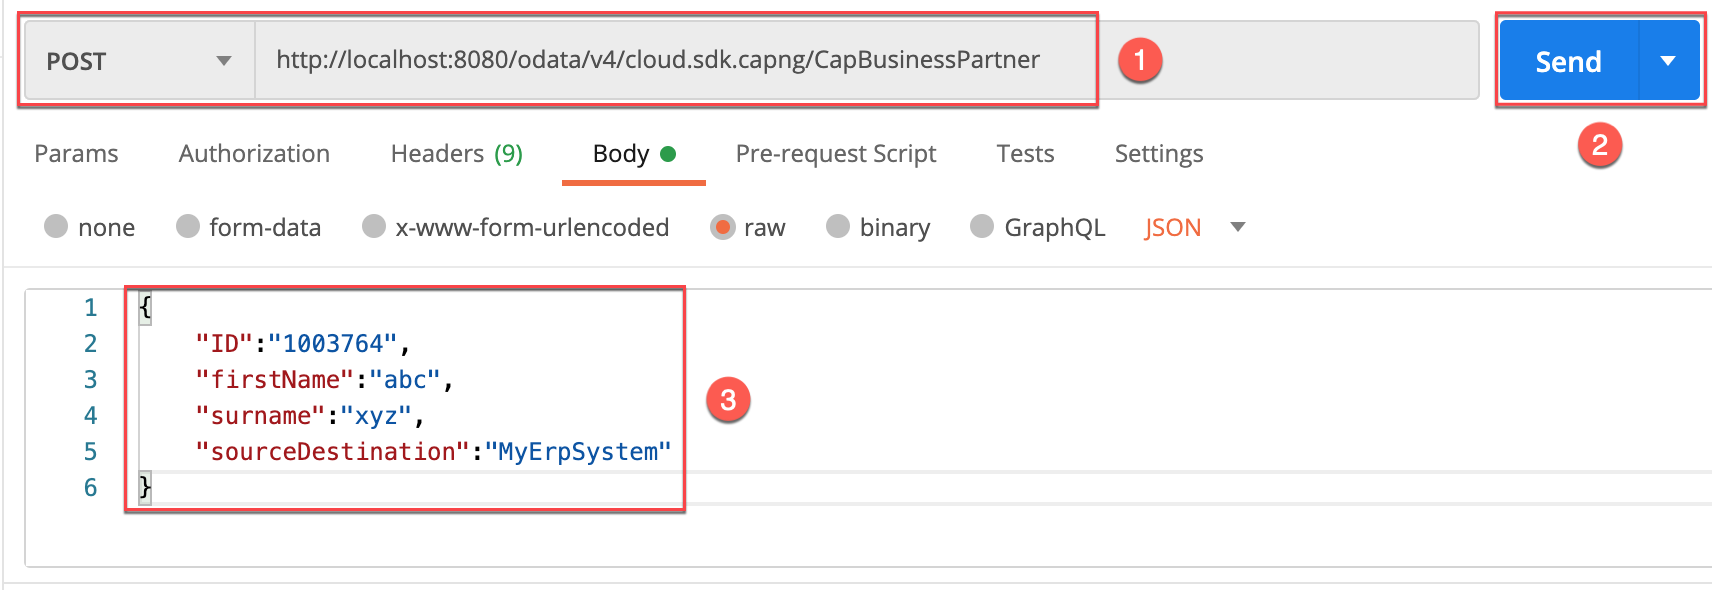 POST http://localhost:8080/odata/v4/cloud.sdk.capng/CapBusinessPartner 1 Send
2
Params Authorization Headers (9) Body Pre-request Script Tests Settings
none form-data x-www-form-urlencoded raw binary GraphQL JSON
1 {
2 "ID":"1003764",
3 "firstName":"abc",
3
4 "surname":"xyz",
5 "sourceDestination":"MyErpSystem"
6 }